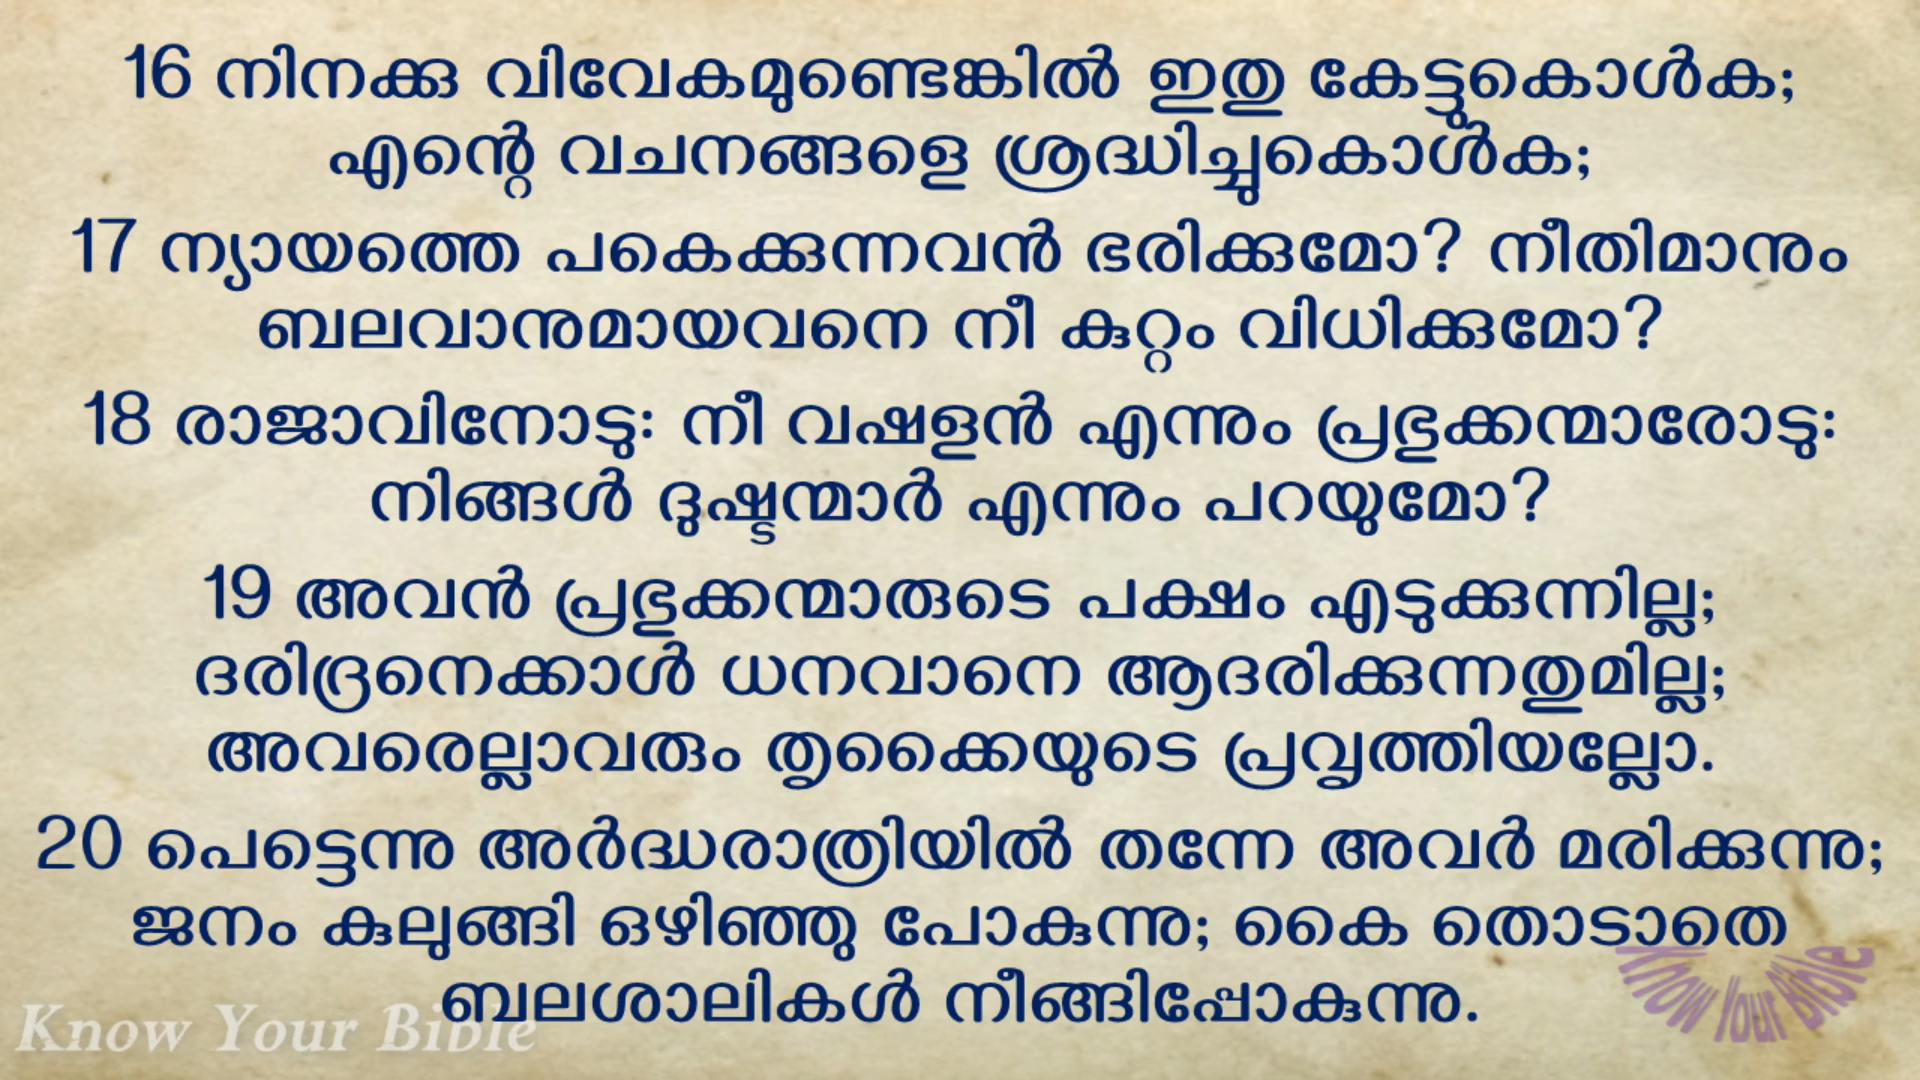 16 നിനക്കു വിവേകമുണ്ടെങ്കിൽ ഇതു കേട്ടുകൊൾക;
എന്റെ വചനങ്ങളെ ശ്രദ്ധിച്ചുകൊൾക;
17 ന്യായത്തെ പകെക്കുന്നവൻ ഭരിക്കുമോ? നീതിമാനും
ബലവാനുമായവനെ നീ കുറ്റം വിധിക്കുമോ?
18 രാജാവിനോടു: നീ വഷളൻ എന്നും പ്രഭുക്കന്മാരോടു:
നിങ്ങൾ ദുഷ്ടന്മാർ എന്നും പറയുമോ?
19 അവൻ പ്രഭുക്കന്മാരുടെ പക്ഷം എടുക്കുന്നില്ല;
ദരിദ്രനെക്കാൾ ധനവാനെ ആദരിക്കുന്നതുമില്ല;
അവരെല്ലാവരും തൃക്കൈയുടെ പ്രവൃത്തിയല്ലോ.
20 പെട്ടെന്നു അർദ്ധരാത്രിയിൽ തന്നേ അവർ മരിക്കുന്നു;
ജനം കുലുങ്ങി ഒഴിഞ്ഞു പോകുന്നു; കൈ തൊടാതെ
ബലശാലികൾ നീങ്ങിപ്പോകുന്നു.
Know Your Bible
Know Your Bible